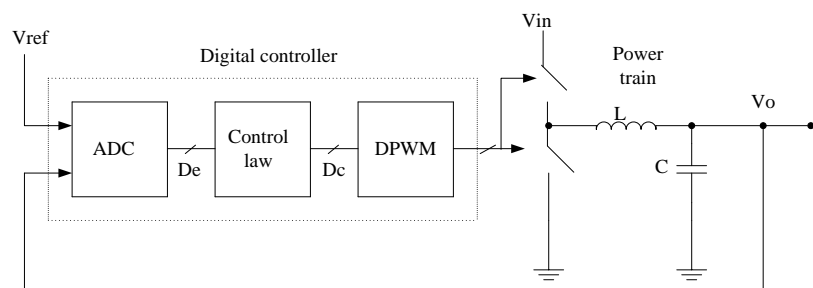 Vref
Digital controller
Vin
Power
train
ADC
De
Control
law
Dc
DPWM
L
Vo
C